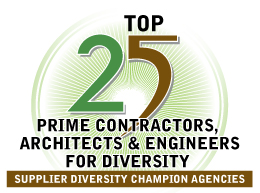 TOP
25
PRIME CONTRACTORS,
ARCHITECTS & ENGINEERS
FOR DIVERSITY
SUPPLIER DIVERSITY CHAMPION AGENCIES